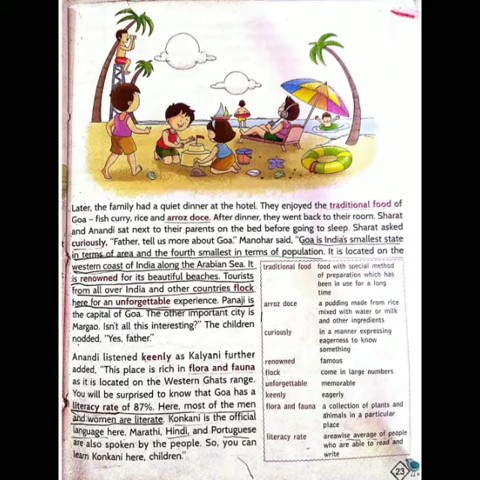 Later, the family had a quiet dinner at the hotel. They enjoyed the traditional food of
Goa – fish curry, rice and arroz doce. After dinner, they went back to their room. Sharat
and Anandi sat next to their parents on the bed before going to sleep. Sharat asked
curiously, "Father, tell us more about Goa." Manohar said, "Goa is India's smallest state
in terms of area and the fourth smallest in terms of population. It is located on the
western coast of India along the Arabian Sea. It
is renowned for its beautiful beaches. Tourists
from all over India and other countries flock
here for an unforgettable experience. Panaji is
the capital of Goa. The other important city is
Margao. Isn't all this interesting?" The children
nodded, "Yes, father."
Anandi listened keenly as Kalyani further
added, "This place is rich in flora and fauna
as it is located on the Western Ghats range.
You will be surprised to know that Goa has a
literacy rate of 87%. Here, most of the men
and women are literate. Konkani is the official
language here. Marathi, Hindi, and Portuguese
are also spoken by the people. So, you can
learn Konkani here, children."
traditional food food with special method
of preparation which has
been in use for a long
time
arroz doce a pudding made from rice
mixed with water or milk
and other ingredients
curiously in a manner expressing
eagerness to know
something
renowned famous
flock come in large numbers
unforgettable memorable
keenly eagerly
flora and fauna a collection of plants and
animals in a particular
place
literacy rate areawise average of people
who are able to read and
write
23